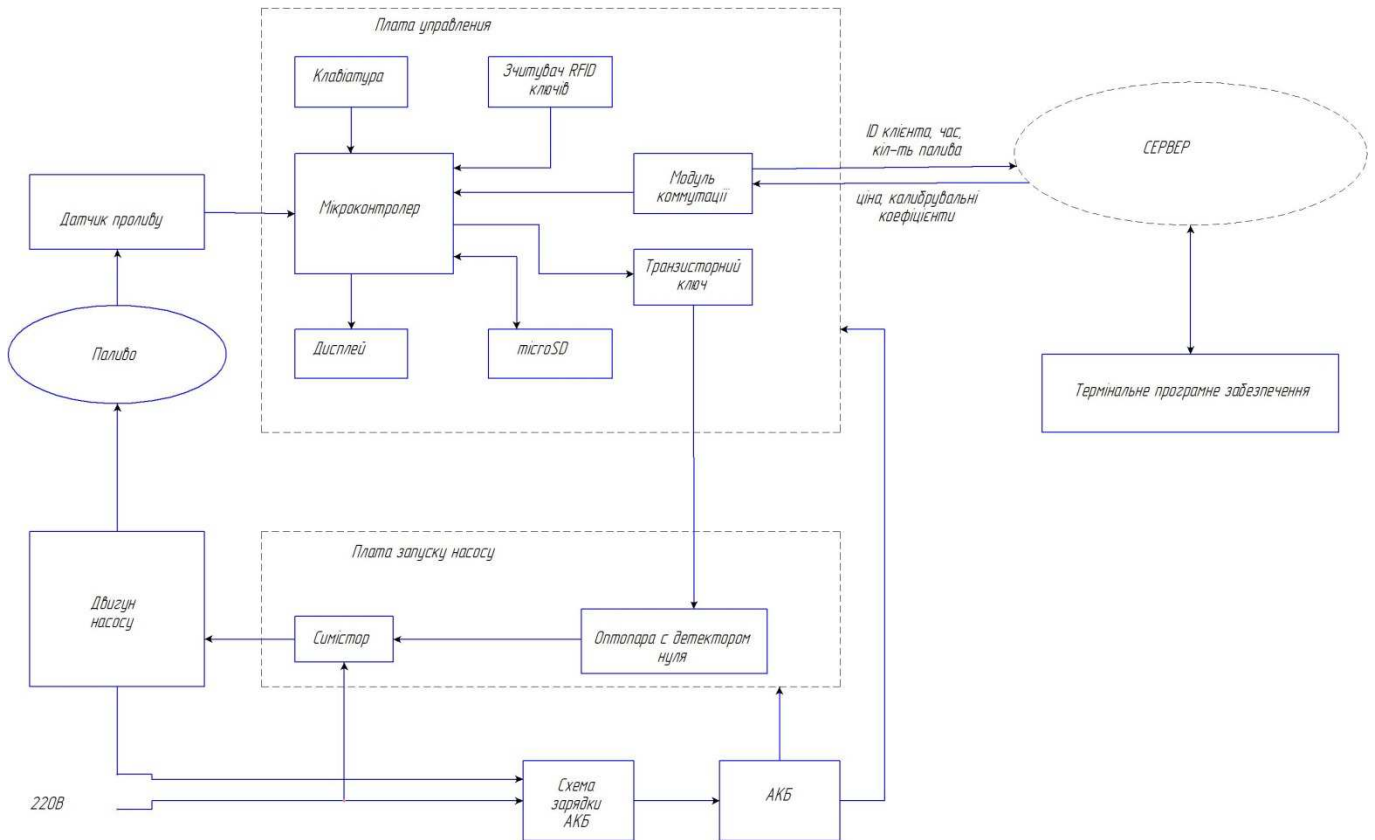 Плата управления
Клавіатура
Зчитувач RFID
ключів
ID клієнта, час,
кіл-ть палива
СЕРВЕР
Модуль
коммутації
Мікроконтролер
Датчик проливу
ціна, калибрувальні
коефіцієнти
Транзисторний
ключ
Дисплей
microSD
Паливо
Термінальне програмне забезпечення
Плата запуску насосу
Двигун
насосу
Симістор
Оптопара с детектором
нуля
220В
Схема
зарядки
АКБ
АКБ